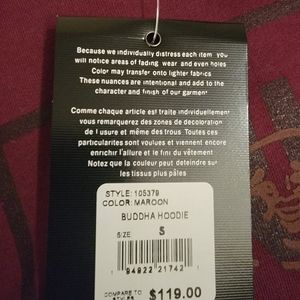 Because we individually distress each item you
will notice areas of fading wear and even holes
Color may transfer onto lighter fabrics
These nuances are intentional and add to the
character and finish of our garment
Comme chaque article est traité individuellement
vous remarquerez des zones de décoloration
de l usure et même des trous Toutes ces
particularités sont voulues et viennent encore
enrichir l'allure et le fini du vêtement
Notez que la couleur peut déteindre sur
les tissus plus pâles
STYLE: 105379
COLOR: MAROON
BUDDHA HOODIE
SIZE S
94922 21742
COMPARE TO
$119.00